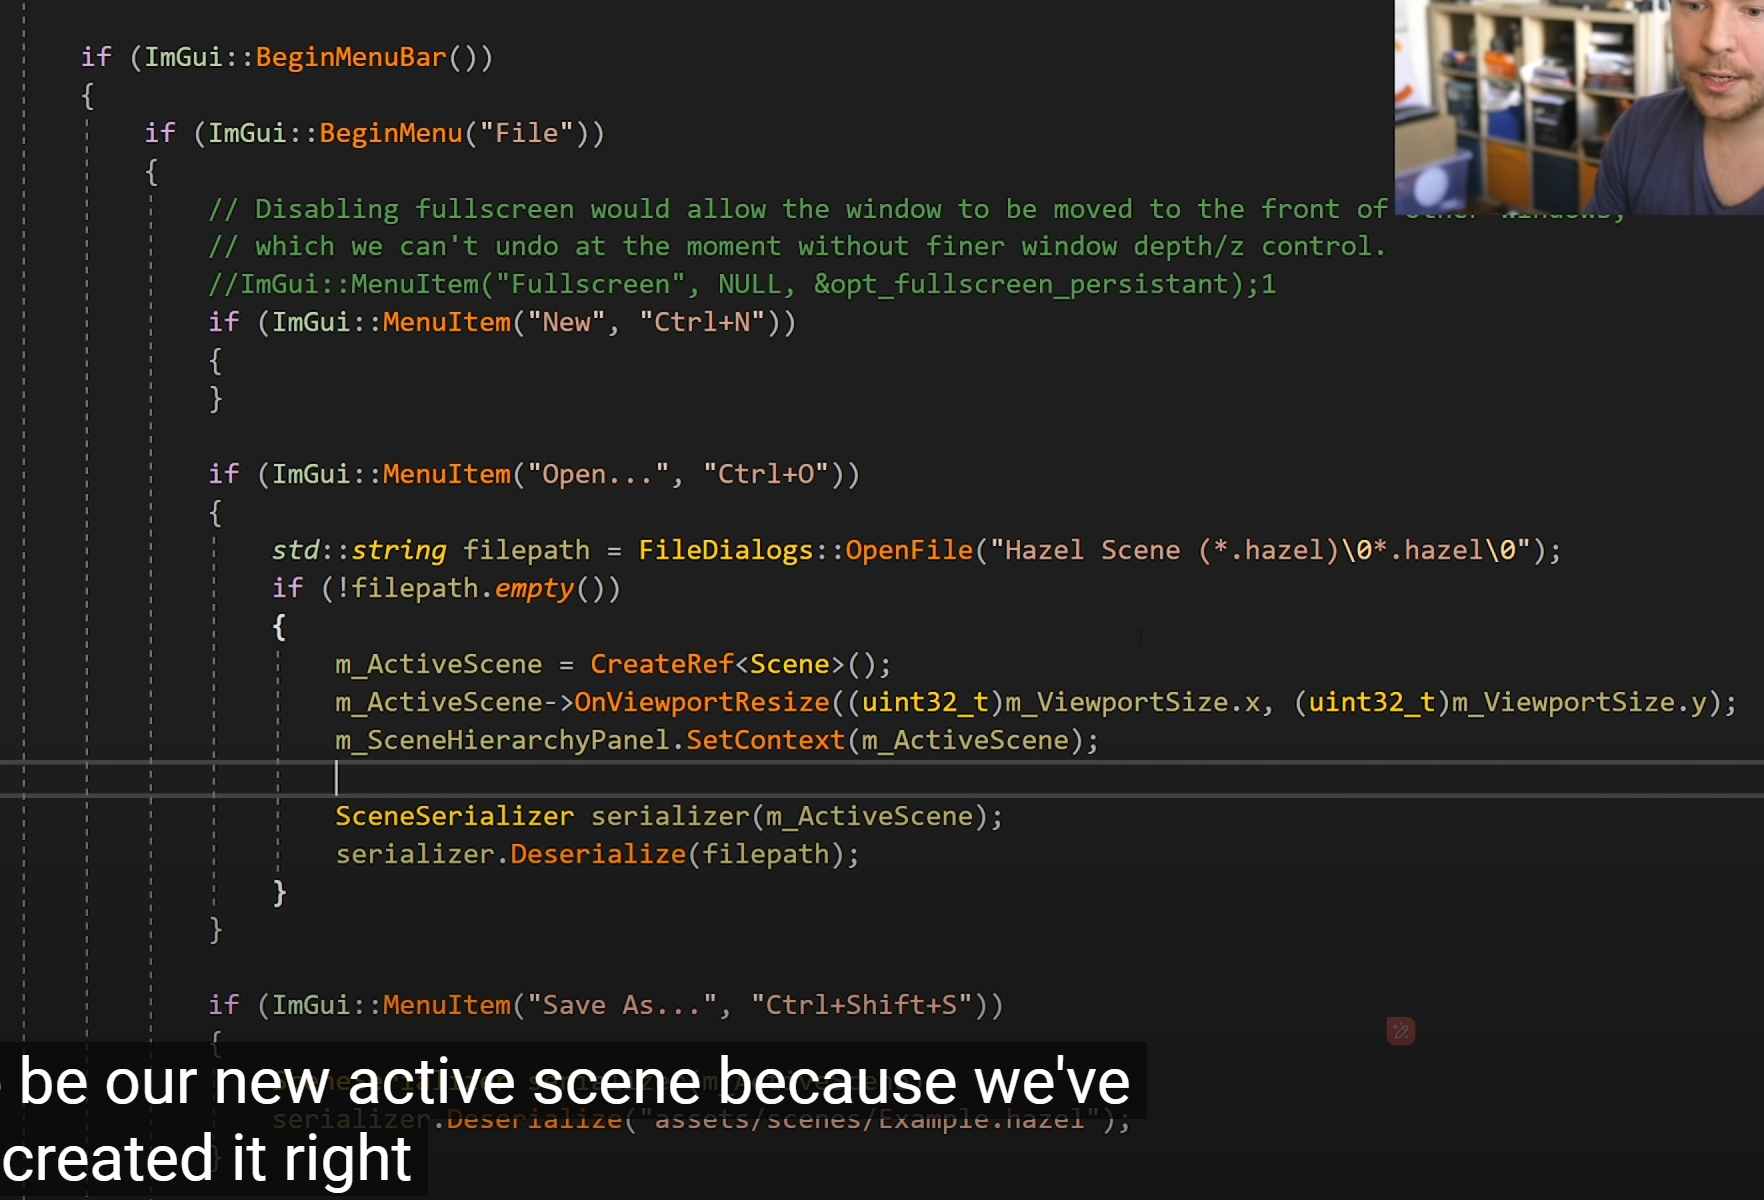 if (ImGui::BeginMenuBar())
{
if (ImGui::BeginMenu("File"))
{
// Disabling fullscreen would allow the window to be moved to the front of
// which we can't undo at the moment without finer window depth/z control.
//ImGui::MenuItem("Fullscreen", NULL, &opt_fullscreen_persistant);1
if (ImGui::MenuItem("New", "Ctrl+N"))
{
}
if (ImGui::MenuItem("Open...", "Ctrl+O"))
{
std::string filepath = FileDialogs::OpenFile("Hazel Scene (*.hazel)\0*.hazel\0");
if (!filepath.empty())
{
m_ActiveScene = CreateRef<Scene>();
m_ActiveScene->OnViewportResize((uint32_t)m_ViewportSize.x, (uint32_t)m_ViewportSize.y);
m_SceneHierarchyPanel.SetContext(m_ActiveScene);
SceneSerializer serializer(m_ActiveScene);
serializer.Deserialize(filepath);
}
}
if (ImGui::MenuItem("Save As...", "Ctrl+Shift+S"))
{
be our new active scene because we've
serializer.Deserialize("assets/scenes/Example.hazel");
created it right